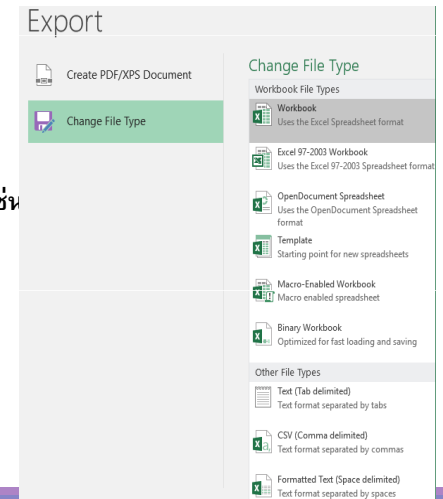 Export
Create PDF/XPS Document
Change File Type
ช่น
Change File Type
Workbook File Types
Workbook
Uses the Excel Spreadsheet format
Excel 97-2003 Workbook
Uses the Excel 97-2003 Spreadsheet format
OpenDocument Spreadsheet
Uses the OpenDocument Spreadsheet
format
Template
Starting point for new spreadsheets
Macro-Enabled Workbook
Macro enabled spreadsheet
Binary Workbook
Optimized for fast loading and saving
Other File Types
Text (Tab delimited)
Text format separated by tabs
CSV (Comma delimited)
Text format separated by commas
Formatted Text (Space delimited)
Text format separated by spaces